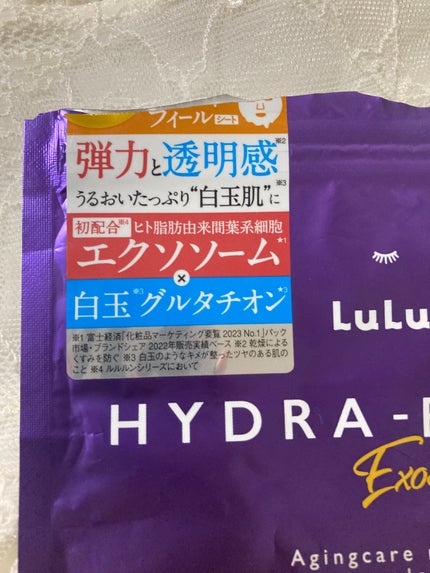 フィール シート
弾力と透明感※2
うるおいたっぷり“白玉肌”に※3
初配合※4 ヒト脂肪由来間葉系細胞
エクソソーム★1
×
白玉※3 グルタチオン★3
※1 富士経済「化粧品マーケティング要覧 2023 No.1」パック
市場・ブランドシェア 2022年販売実績ベース ※2 乾燥による
くすみを防ぐ ※3 白玉のようなキメが整ったツヤのある肌の
こと ※4 ルルルンシリーズにおいて
LuLu
HYDRA-
Exo
Agingcare